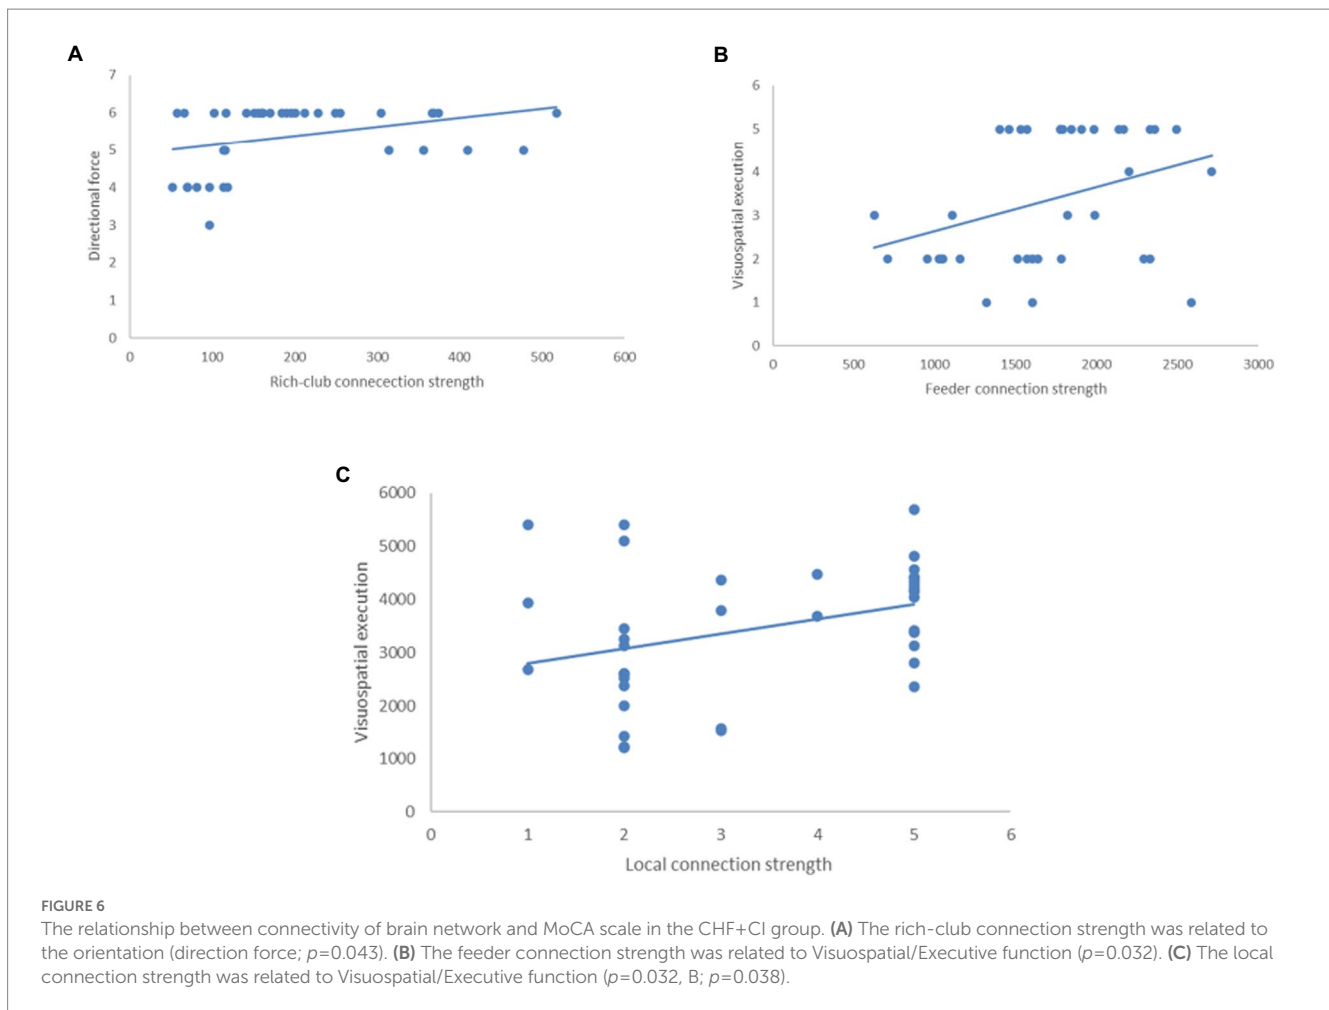 A
7
6
5
4
3
2
1
0
Directional force
0 100 200 300 400 500 600
Rich-club connecection strength
B
6
5
4
3
2
1
0
Visuospatial execution
0 500 1000 1500 2000 2500 3000
Feeder connection strength
C
6000
5000
4000
3000
2000
1000
0
Visuospatial execution
0 1 2 3 4 5 6
Local connection strength
FIGURE 6
The relationship between connectivity of brain network and MoCA scale in the CHF+CI group. (A) The rich-club connection strength was related to
the orientation (direction force; p=0.043). (B) The feeder connection strength was related to Visuospatial/Executive function (p=0.032). (C) The local
connection strength was related to Visuospatial/Executive function (p=0.032, B; p=0.038).